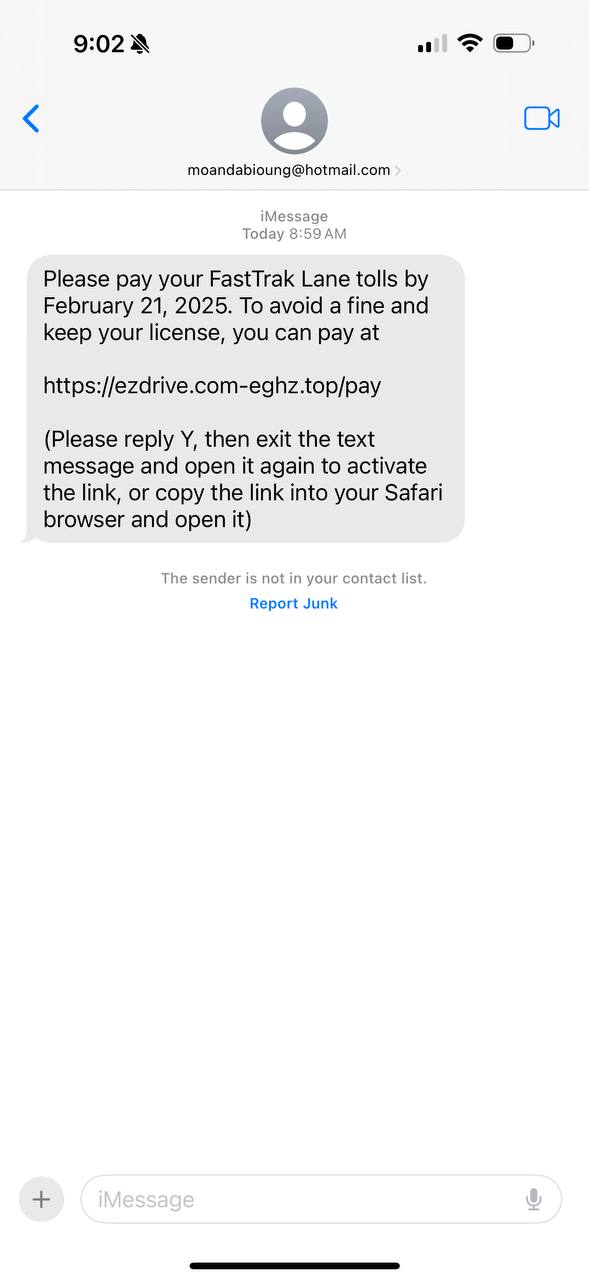 9:02
moandabioung@hotmail.com
iMessage
Today 8:59 AM
Please pay your FastTrak Lane tolls by
February 21, 2025. To avoid a fine and
keep your license, you can pay at
https://ezdrive.com-eghz.top/pay
(Please reply Y, then exit the text
message and open it again to activate
the link, or copy the link into your Safari
browser and open it)
The sender is not in your contact list.
Report Junk
iMessage